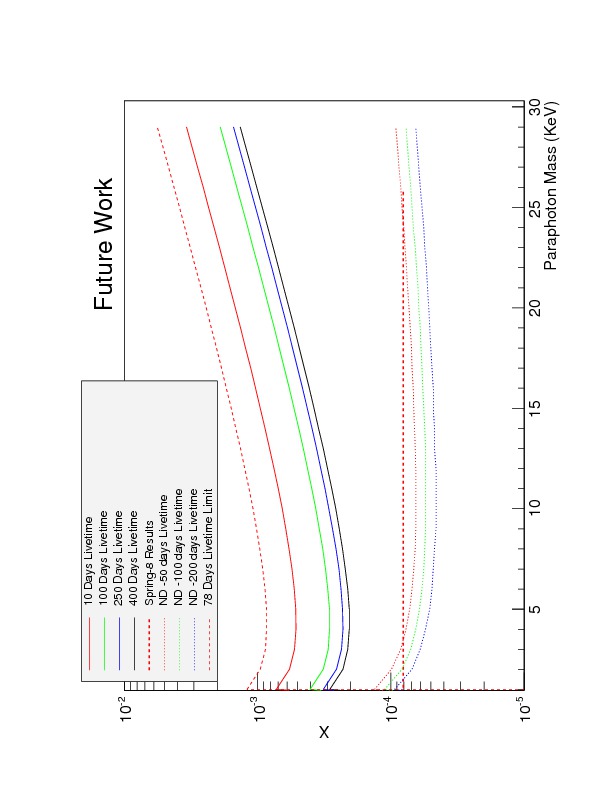 Future Work
10 Days Livetime
100 Days Livetime
250 Days Livetime
400 Days Livetime
Spring-8 Results
ND -50 days Livetime
ND -100 days Livetime
ND -200 days Livetime
78 Days Livetime Limit
X
10-2
10-3
10-4
10-5
5
10
15
20
25
30
Paraphoton Mass (KeV)